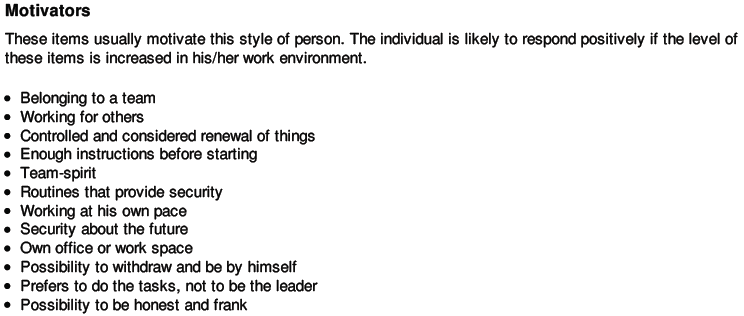 Motivators
These items usually motivate this style of person. The individual is likely to respond positively if the level of
these items is increased in his/her work environment.
• Belonging to a team
• Working for others
• Controlled and considered renewal of things
• Enough instructions before starting
• Team-spirit
• Routines that provide security
• Working at his own pace
• Security about the future
• Own office or work space
• Possibility to withdraw and be by himself
• Prefers to do the tasks, not to be the leader
• Possibility to be honest and frank